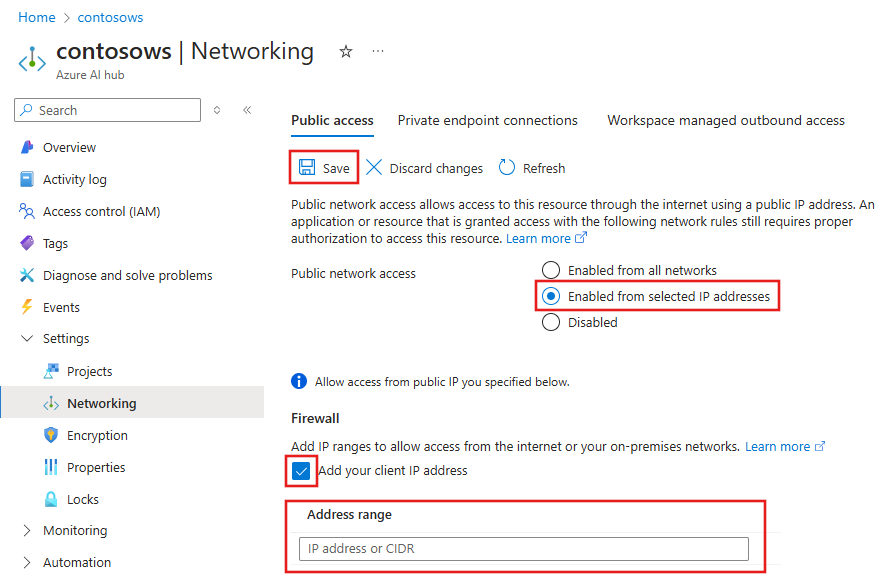 Home > contosows
contosows | Networking
Azure AI hub
Search
Overview
Activity log
Access control (IAM)
Tags
Diagnose and solve problems
Events
Settings
Projects
Networking
Encryption
Properties
Locks
Monitoring
Automation
Public access
Private endpoint connections
Workspace managed outbound access
Save
Discard changes
Refresh
Public network access allows access to this resource through the internet using a public IP address. An
application or resource that is granted access with the following network rules still requires proper
authorization to access this resource. Learn more
Public network access
Enabled from all networks
Enabled from selected IP addresses
Disabled
Allow access from public IP you specified below.
Firewall
Add IP ranges to allow access from the internet or your on-premises networks. Learn more
Add your client IP address
Address range
IP address or CIDR